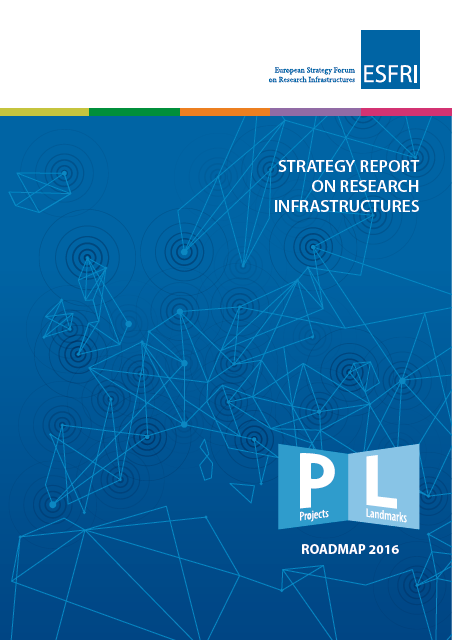 European Strategy Forum
on Research Infrastructures
ESFRI
STRATEGY REPORT
ON RESEARCH
INFRASTRUCTURES
P L
Projects Landmarks
ROADMAP 2016